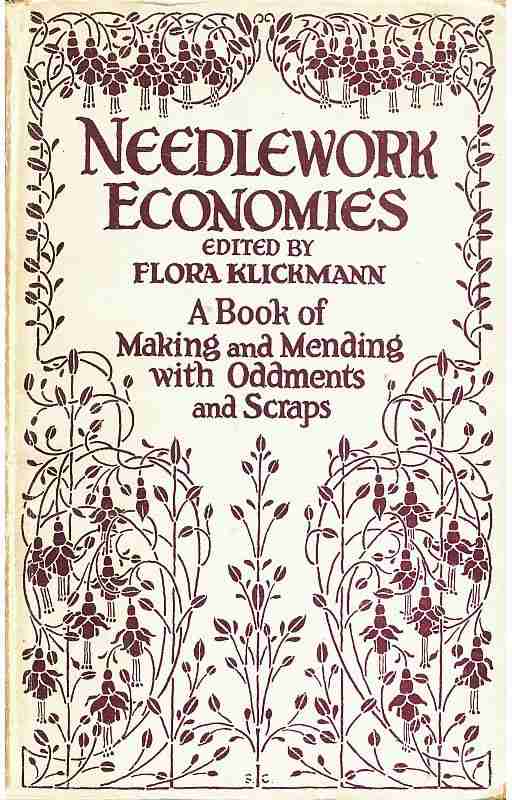 NEEDLEWORK
ECONOMIES
EDITED BY
FLORA KLICKMANN
A Book of
Making and Mending
with Oddments
and Scraps